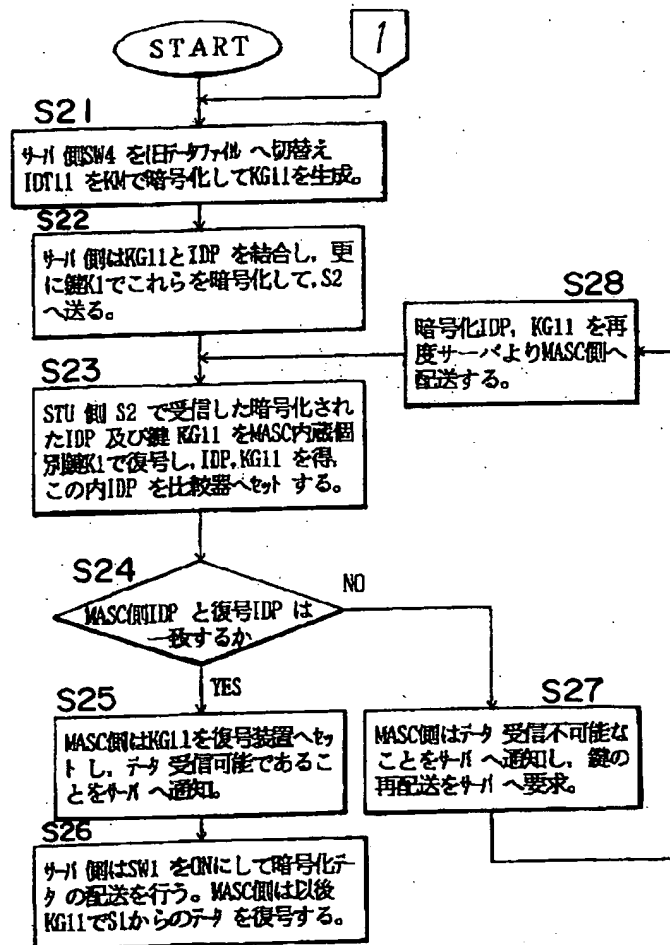 START
1
S21
サーバ 側SW4 を旧データファイル へ切替え
IDT11 をKMで暗号化してKG11を生成。
S22
サーバ 側はKG11とIDP を結合し, 更
に鍵K1でこれらを暗号化して, S2
へ送る。
S28
暗号化IDP, KG11 を再
度サーバよりMASC側へ
配送する。
S23
STU 側 S2 で受信した暗号化され
たIDP 及び鍵 KG11 をMASC内蔵個
別鍵K1で復号し, IDP, KG11 を得,
この内IDP を比較器へセット する。
S24
NO
MASC側IDP と復号IDP は
一致するか
YES
S25
MASC側はKG11を復号装置へセッ
ト し, データ 受信可能であるこ
とをサーバ へ通知。
S27
MASC側はデータ 受信不可能な
ことをサーバ へ通知し, 鍵の
再配送をサーバ へ要求。
S26
サーバ 側はSW1 をONにして暗号化デー
タ の配送を行う。MASC側は以後
KG11でS1からのデータ を復号する。